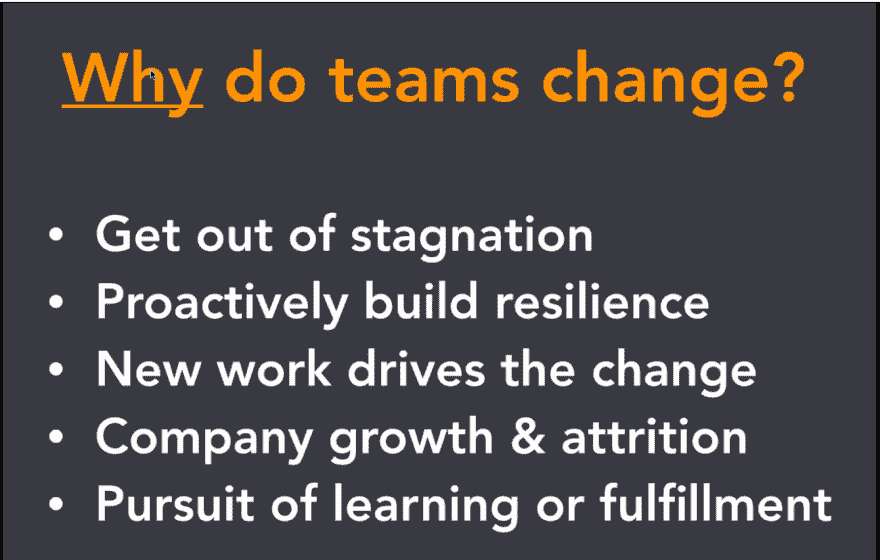 Why do teams change?
• Get out of stagnation
• Proactively build resilience
• New work drives the change
• Company growth & attrition
• Pursuit of learning or fulfillment